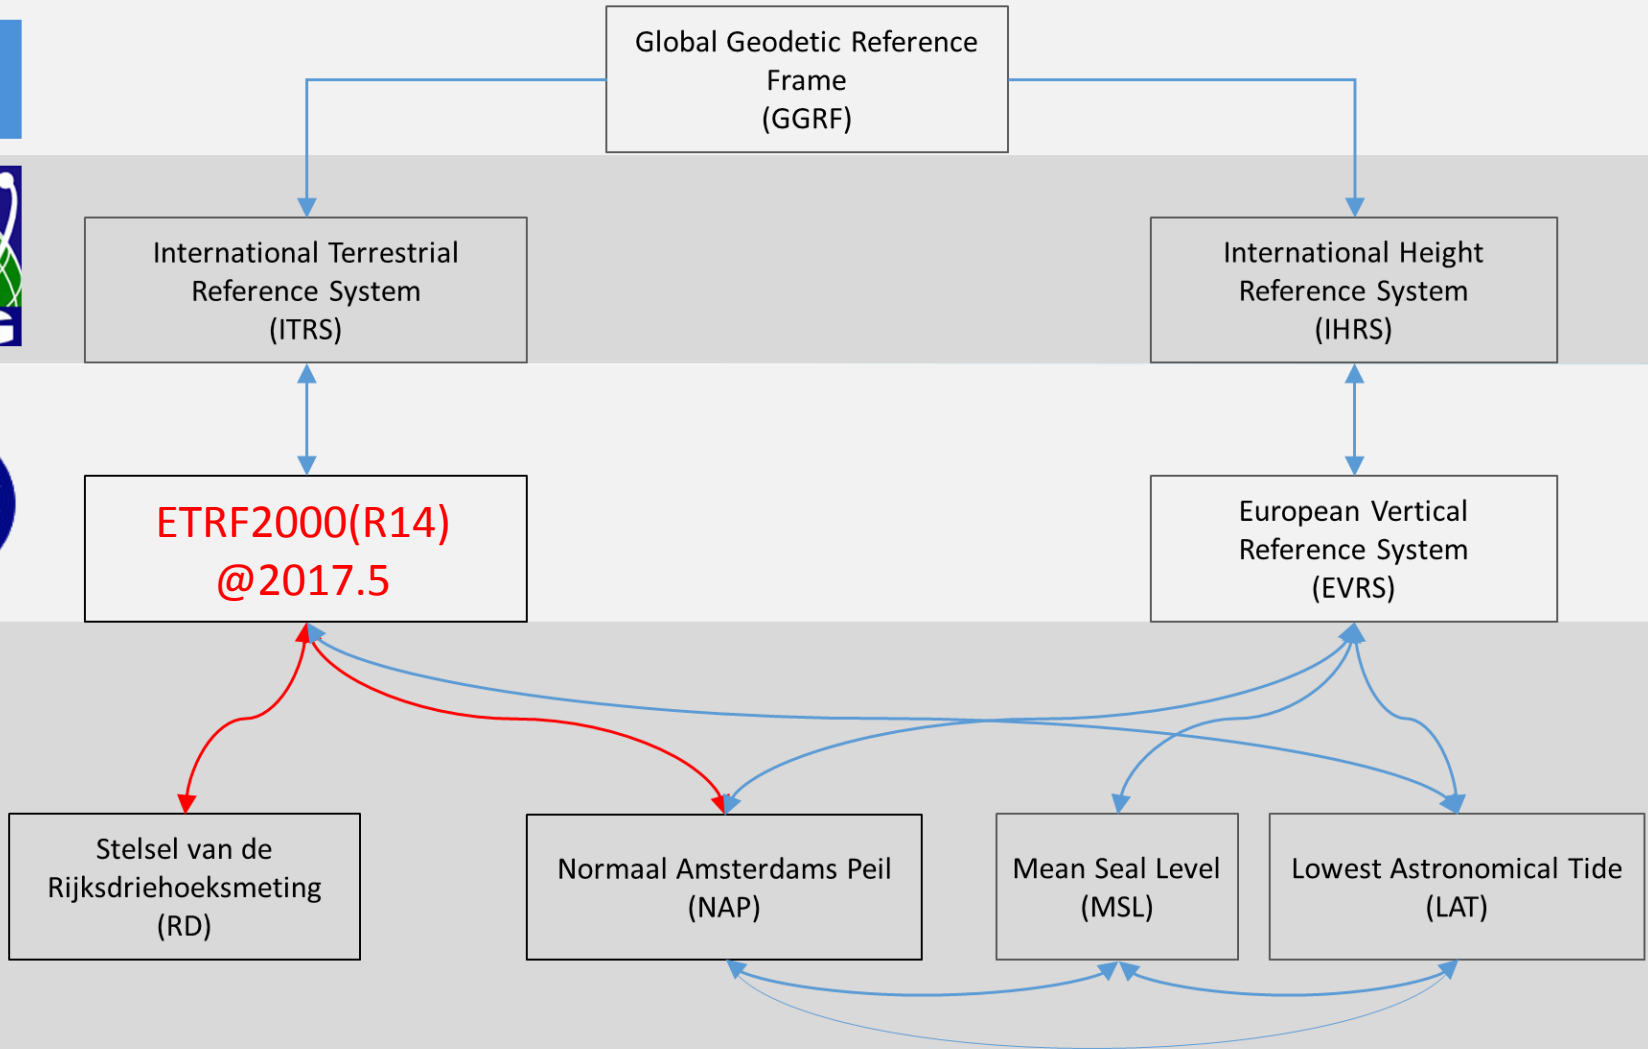 Global Geodetic Reference
Frame
(GGRF)
International Terrestrial
Reference System
(ITRS)
International Height
Reference System
(IHRS)
ETRF2000(R14)
@2017.5
European Vertical
Reference System
(EVRS)
Stelsel van de
Rijksdriehoeksmeting
(RD)
Normaal Amsterdams Peil
(NAP)
Mean Seal Level
(MSL)
Lowest Astronomical Tide
(LAT)